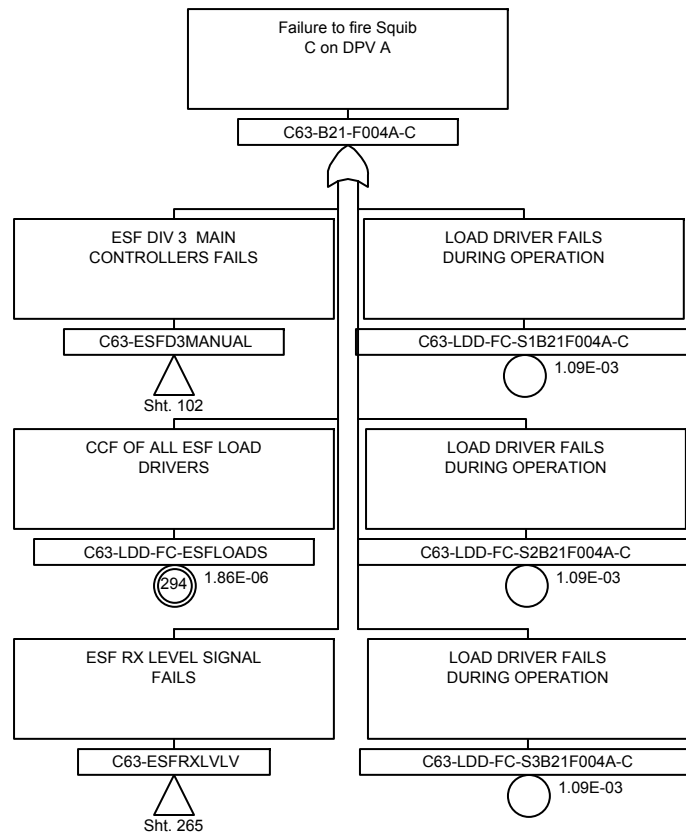 Failure to fire Squib
C on DPV A
C63-B21-F004A-C
ESF DIV 3 MAIN
CONTROLLERS FAILS
C63-ESFD3MANUAL
Sht. 102
LOAD DRIVER FAILS
DURING OPERATION
C63-LDD-FC-S1B21F004A-C
1.09E-03
CCF OF ALL ESF LOAD
DRIVERS
C63-LDD-FC-ESFLOADS
294
1.86E-06
LOAD DRIVER FAILS
DURING OPERATION
C63-LDD-FC-S2B21F004A-C
1.09E-03
ESF RX LEVEL SIGNAL
FAILS
C63-ESFRXLVLV
Sht. 265
LOAD DRIVER FAILS
DURING OPERATION
C63-LDD-FC-S3B21F004A-C
1.09E-03